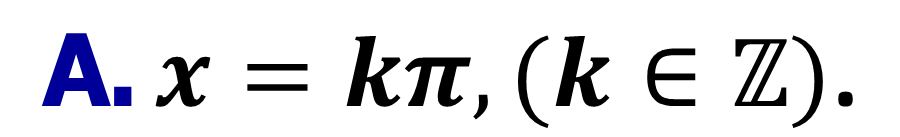 A. x = kπ, (k ∈ ℤ).